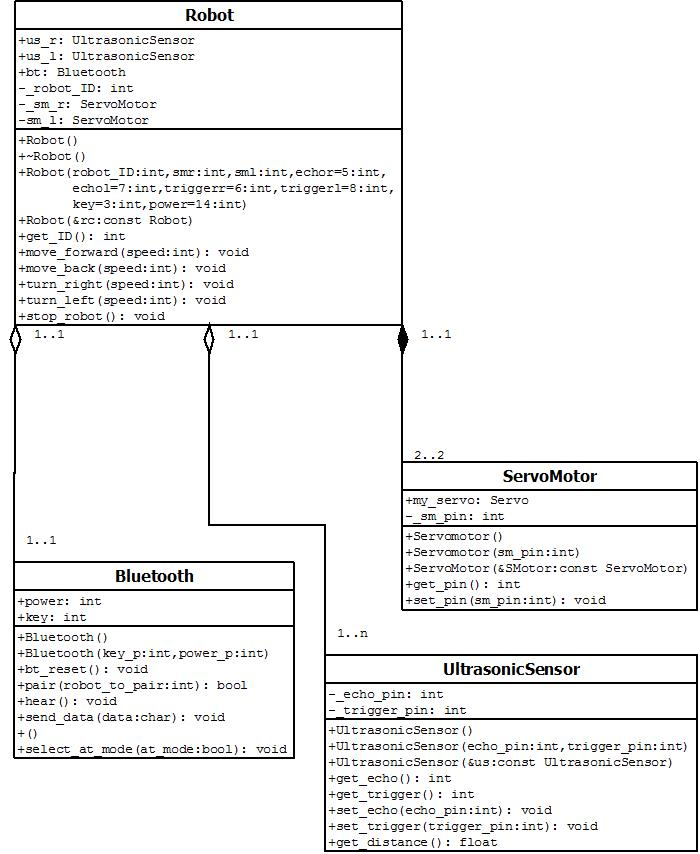 Robot
+us_r: UltrasonicSensor
+us_l: UltrasonicSensor
+bt: Bluetooth
-_robot_ID: int
-_sm_r: ServoMotor
-sm_l: ServoMotor
+Robot()
+~Robot()
+Robot(robot_ID:int,smr:int,sml:int,echor=5:int,
echol=7:int,triggerr=6:int,triggerl=8:int,
key=3:int,power=14:int)
+Robot(&rc:const Robot)
+get_ID(): int
+move_forward(speed:int): void
+move_back(speed:int): void
+turn_right(speed:int): void
+turn_left(speed:int): void
+stop_robot(): void
1..1
1..1
1..1
2..2
ServoMotor
+my_servo: Servo
-_sm_pin: int
+Servomotor()
+Servomotor(sm_pin:int)
+ServoMotor(&SMotor:const ServoMotor)
+get_pin(): int
+set_pin(sm_pin:int): void
1..1
Bluetooth
+power: int
+key: int
+Bluetooth()
+Bluetooth(key_p:int,power_p:int)
+bt_reset(): void
+pair(robot_to_pair:int): bool
+hear(): void
+send_data(data:char): void
+()
+select_at_mode(at_mode:bool): void
1..n
UltrasonicSensor
-_echo_pin: int
-_trigger_pin: int
+UltrasonicSensor()
+UltrasonicSensor(echo_pin:int,trigger_pin:int)
+UltrasonicSensor(&us:const UltrasonicSensor)
+get_echo(): int
+get_trigger(): int
+set_echo(echo_pin:int): void
+set_trigger(trigger_pin:int): void
+get_distance(): float